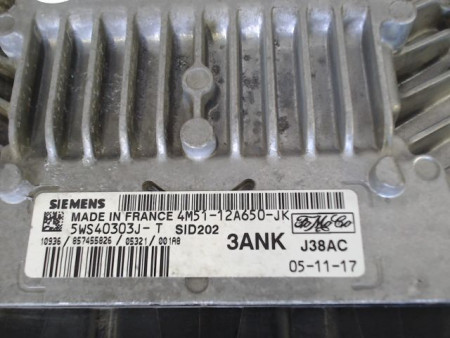 SIEMENS
MADE IN FRANCE 4M51-12A650-JK
5WS40303J-T SID202 FoMoCo
10936 / 857455826 / 05321 / 001A8 3ANK J38AC
05-11-17